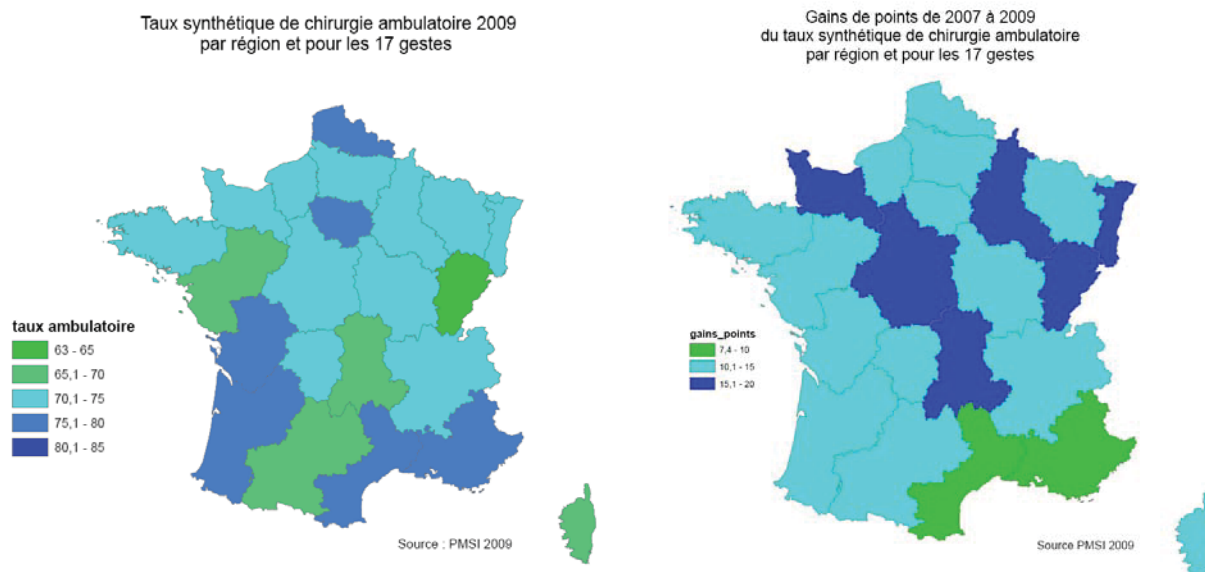 Taux synthétique de chirurgie ambulatoire 2009
par région et pour les 17 gestes
taux ambulatoire
63 - 65
65,1 - 70
70,1 - 75
75,1 - 80
80,1 - 85
Source : PMSI 2009
Gains de points de 2007 à 2009
du taux synthétique de chirurgie ambulatoire
par région et pour les 17 gestes
gains_points
7,4 - 10
10,1 - 15
15,1 - 20
Source PMSI 2009